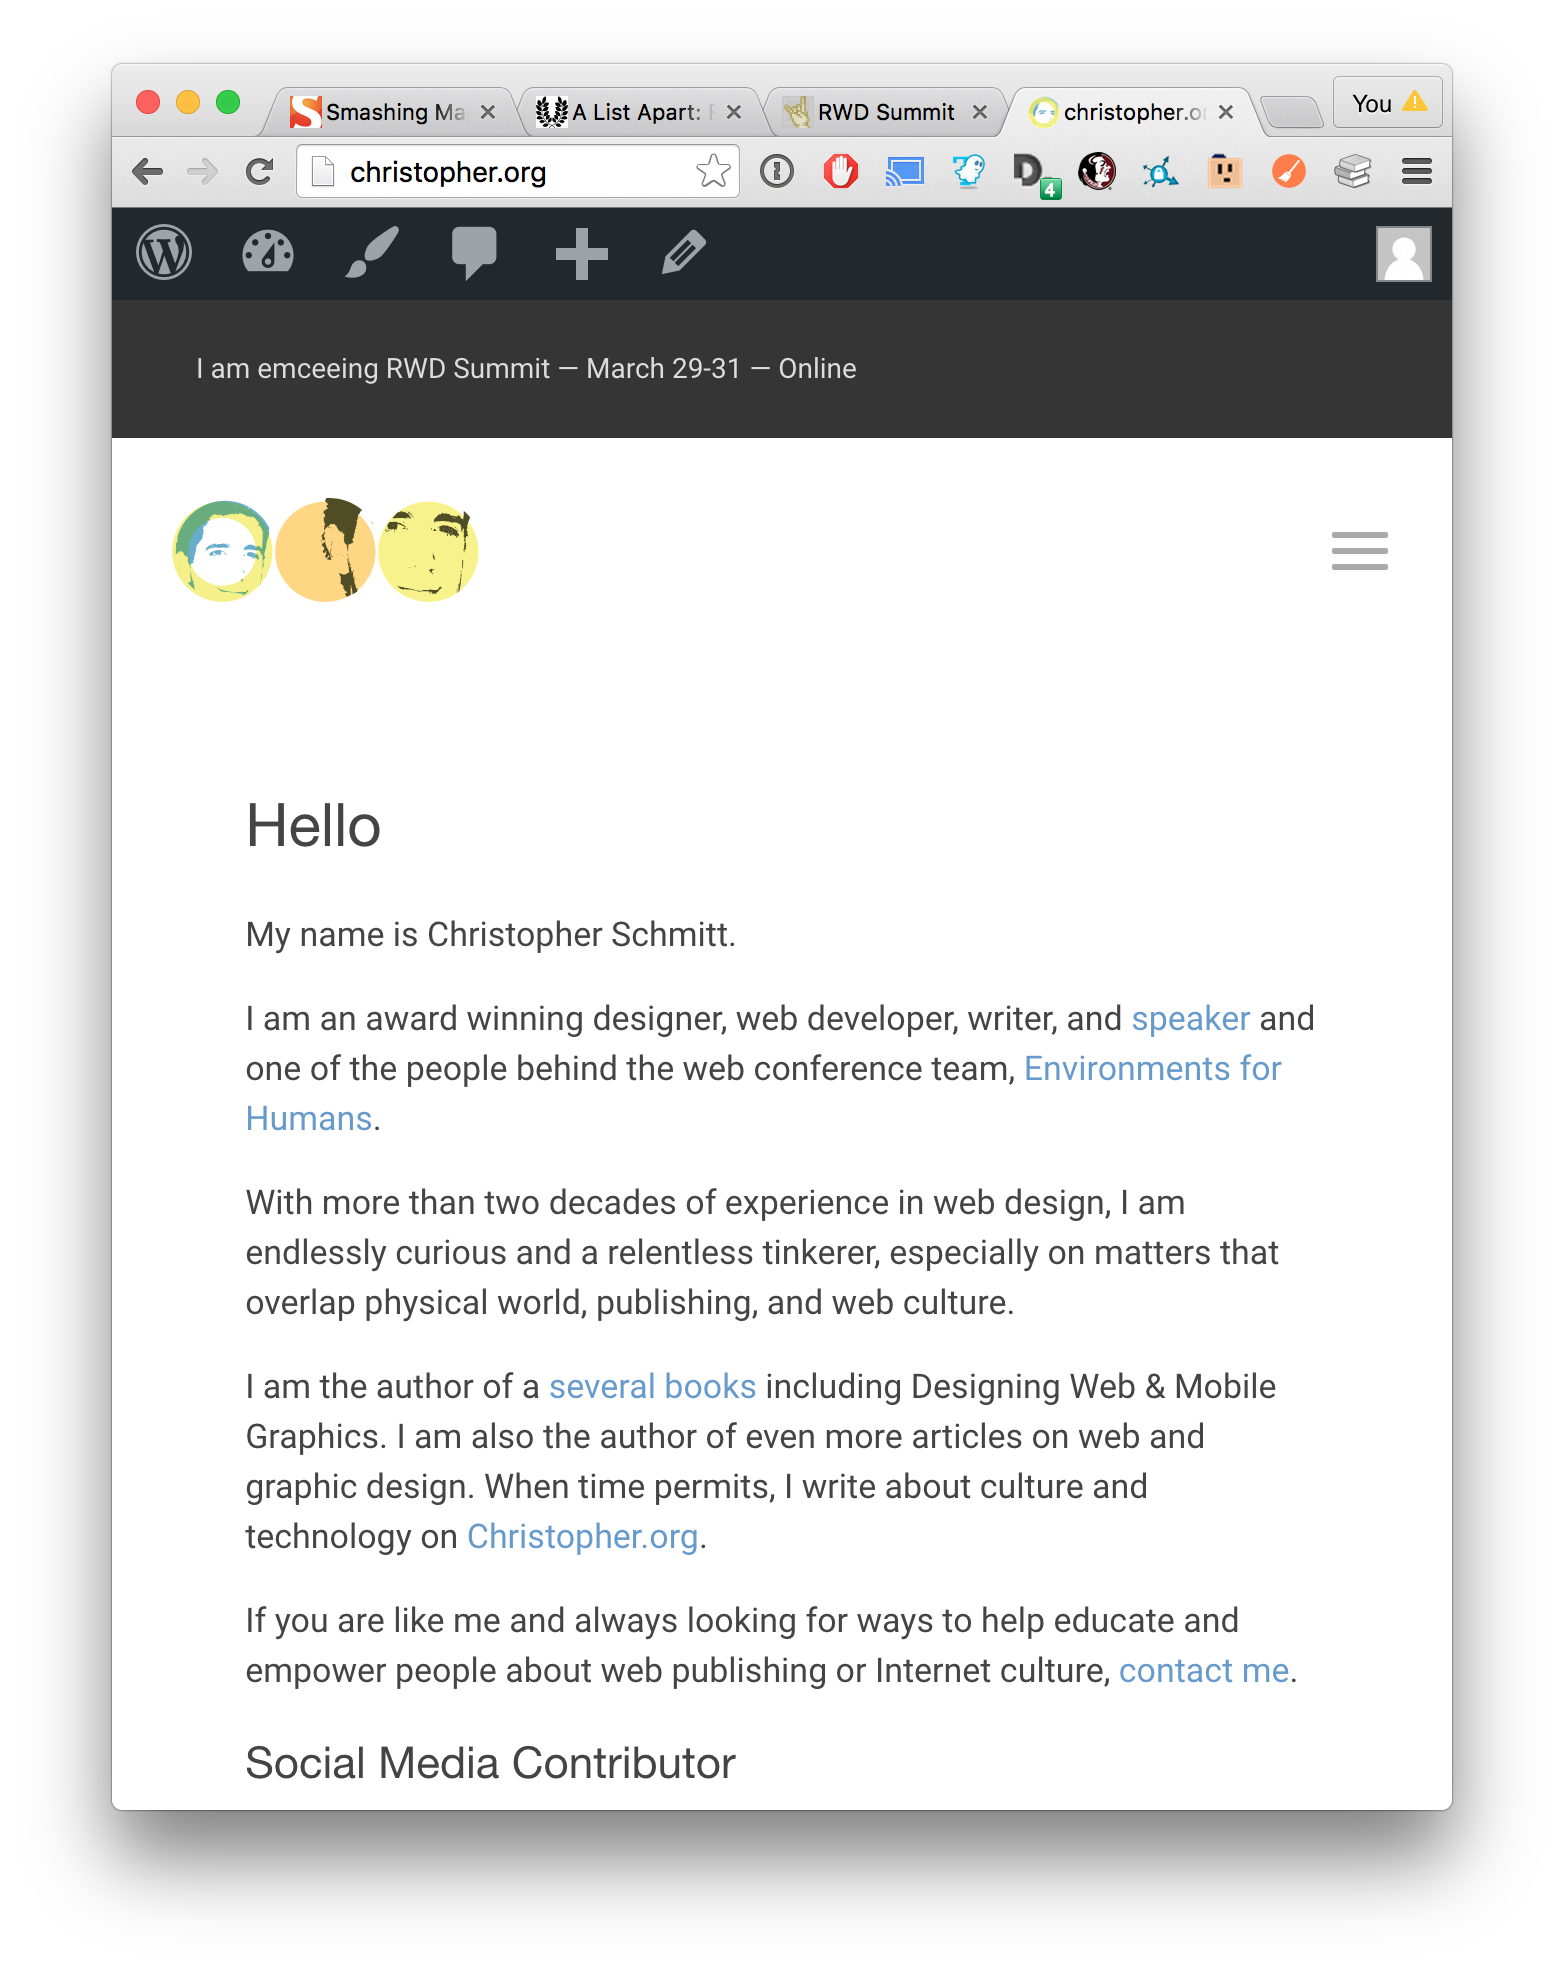 Smashing Ma
A List Apart:
RWD Summit
christopher.o
You
christopher.org
4
I am emceeing RWD Summit — March 29-31 — Online
Hello
My name is Christopher Schmitt.
I am an award winning designer, web developer, writer, and speaker and
one of the people behind the web conference team, Environments for
Humans.
With more than two decades of experience in web design, I am
endlessly curious and a relentless tinkerer, especially on matters that
overlap physical world, publishing, and web culture.
I am the author of a several books including Designing Web & Mobile
Graphics. I am also the author of even more articles on web and
graphic design. When time permits, I write about culture and
technology on Christopher.org.
If you are like me and always looking for ways to help educate and
empower people about web publishing or Internet culture, contact me.
Social Media Contributor